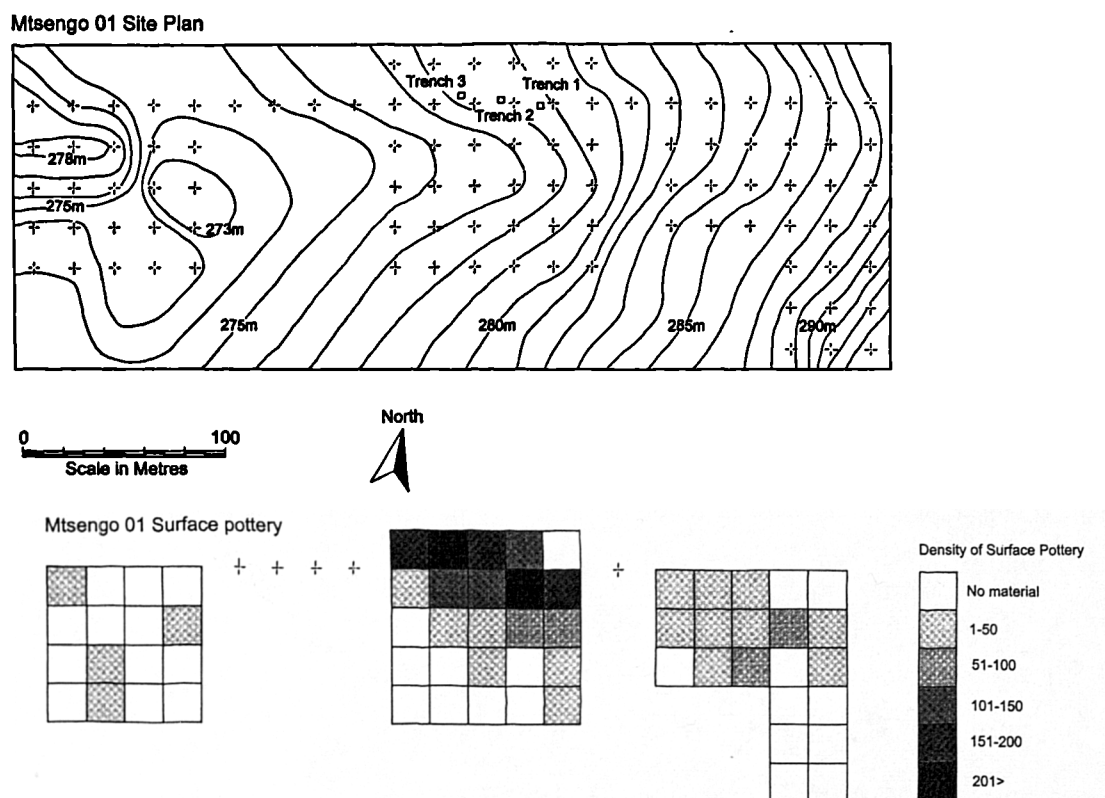 Mtsengo 01 Site Plan
Trench 3
Trench 1
Trench 2
278m
275m
273m
275m
280m
285m
290m
North
0 100
Scale in Metres
Mtsengo 01 Surface pottery
Density of Surface Pottery
No material
1-50
51-100
101-150
151-200
201>